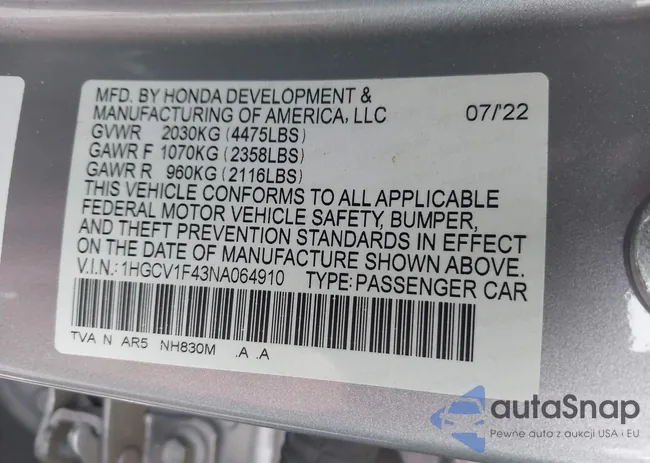 MFD. BY HONDA DEVELOPMENT &
MANUFACTURING OF AMERICA, LLC 07/'22
GVWR 2030KG (4475LBS)
GAWR F 1070KG (2358LBS)
GAWR R 960KG (2116LBS)
THIS VEHICLE CONFORMS TO ALL APPLICABLE
FEDERAL MOTOR VEHICLE SAFETY, BUMPER,
AND THEFT PREVENTION STANDARDS IN EFFECT
ON THE DATE OF MANUFACTURE SHOWN ABOVE.
V.I.N.: 1HGCV1F43NA064910 TYPE: PASSENGER CAR
TVA N AR5 NH830M .A .A
autaSnap
Pewne auta z aukcji USA i EU